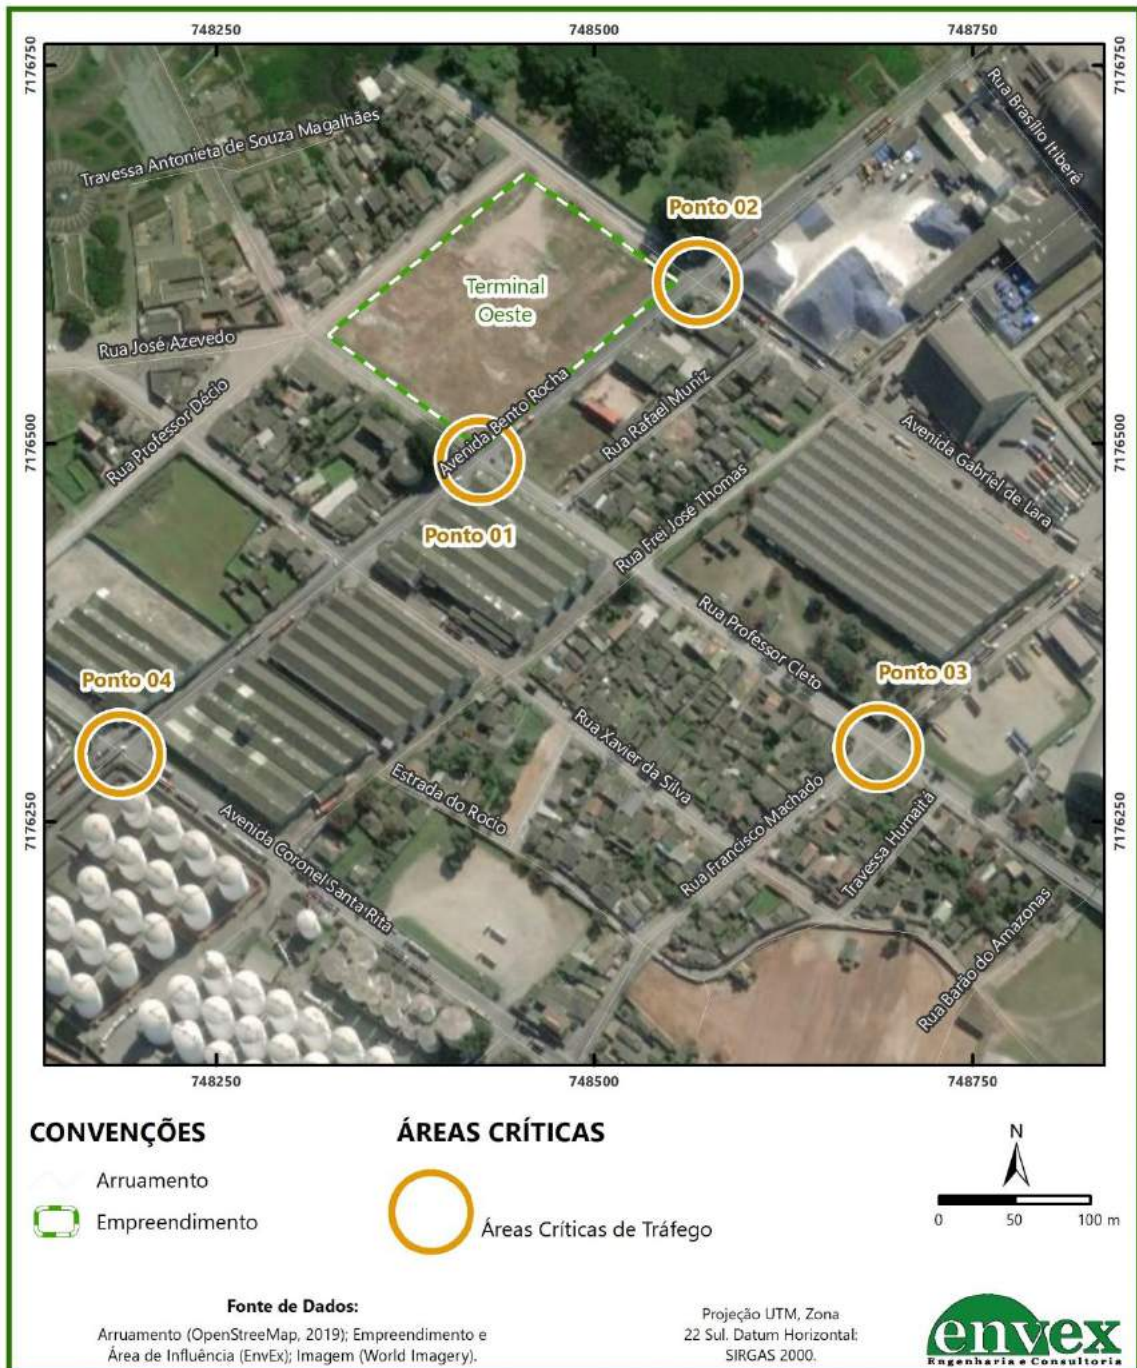 748250
748500
748750
7176750
7176750
Rua Brasílio Itiberê
Travessa Antonieta de Souza Magalhães
Ponto 02
Terminal
Oeste
Rua José Azevedo
Avenida Bento Rocha
Rua Rafael Muníz
Rua Professor Décio
7176500
7176500
Avenida Gabriel de Lara
Ponto 01
Rua Frei José Thomas
Rua Professor Cleto
Ponto 04
Ponto 03
Rua Xavier da Silva
Estrada do Rocio
7176250
7176250
Avenida Coronel Santa Rita
Rua Francisco Machado
Travessa Humaitá
Rua Barão do Amazonas
748250
748500
748750
CONVENÇÕES
Arruamento
Empreendimento
ÁREAS CRÍTICAS
Áreas Críticas de Tráfego
N
0 50 100 m
Fonte de Dados:
Arruamento (OpenStreeMap, 2019); Empreendimento e
Área de Influência (EnvEx); Imagem (World Imagery).
Projeção UTM, Zona
22 Sul. Datum Horizontal:
SIRGAS 2000.
envex
Engenharia e Consultoria